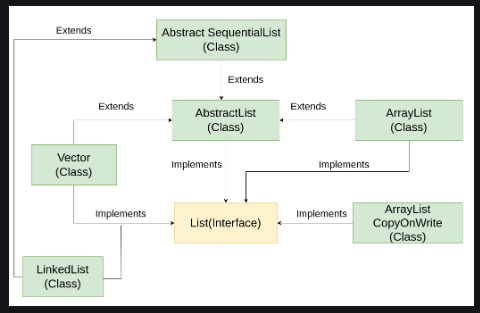 Extends
Abstract SequentialList
(Class)
Extends
Extends
AbstractList
(Class)
Extends
ArrayList
(Class)
Vector
(Class)
Implements
Implements
Implements
List(Interface)
Implements
ArrayList
CopyOnWrite
(Class)
LinkedList
(Class)